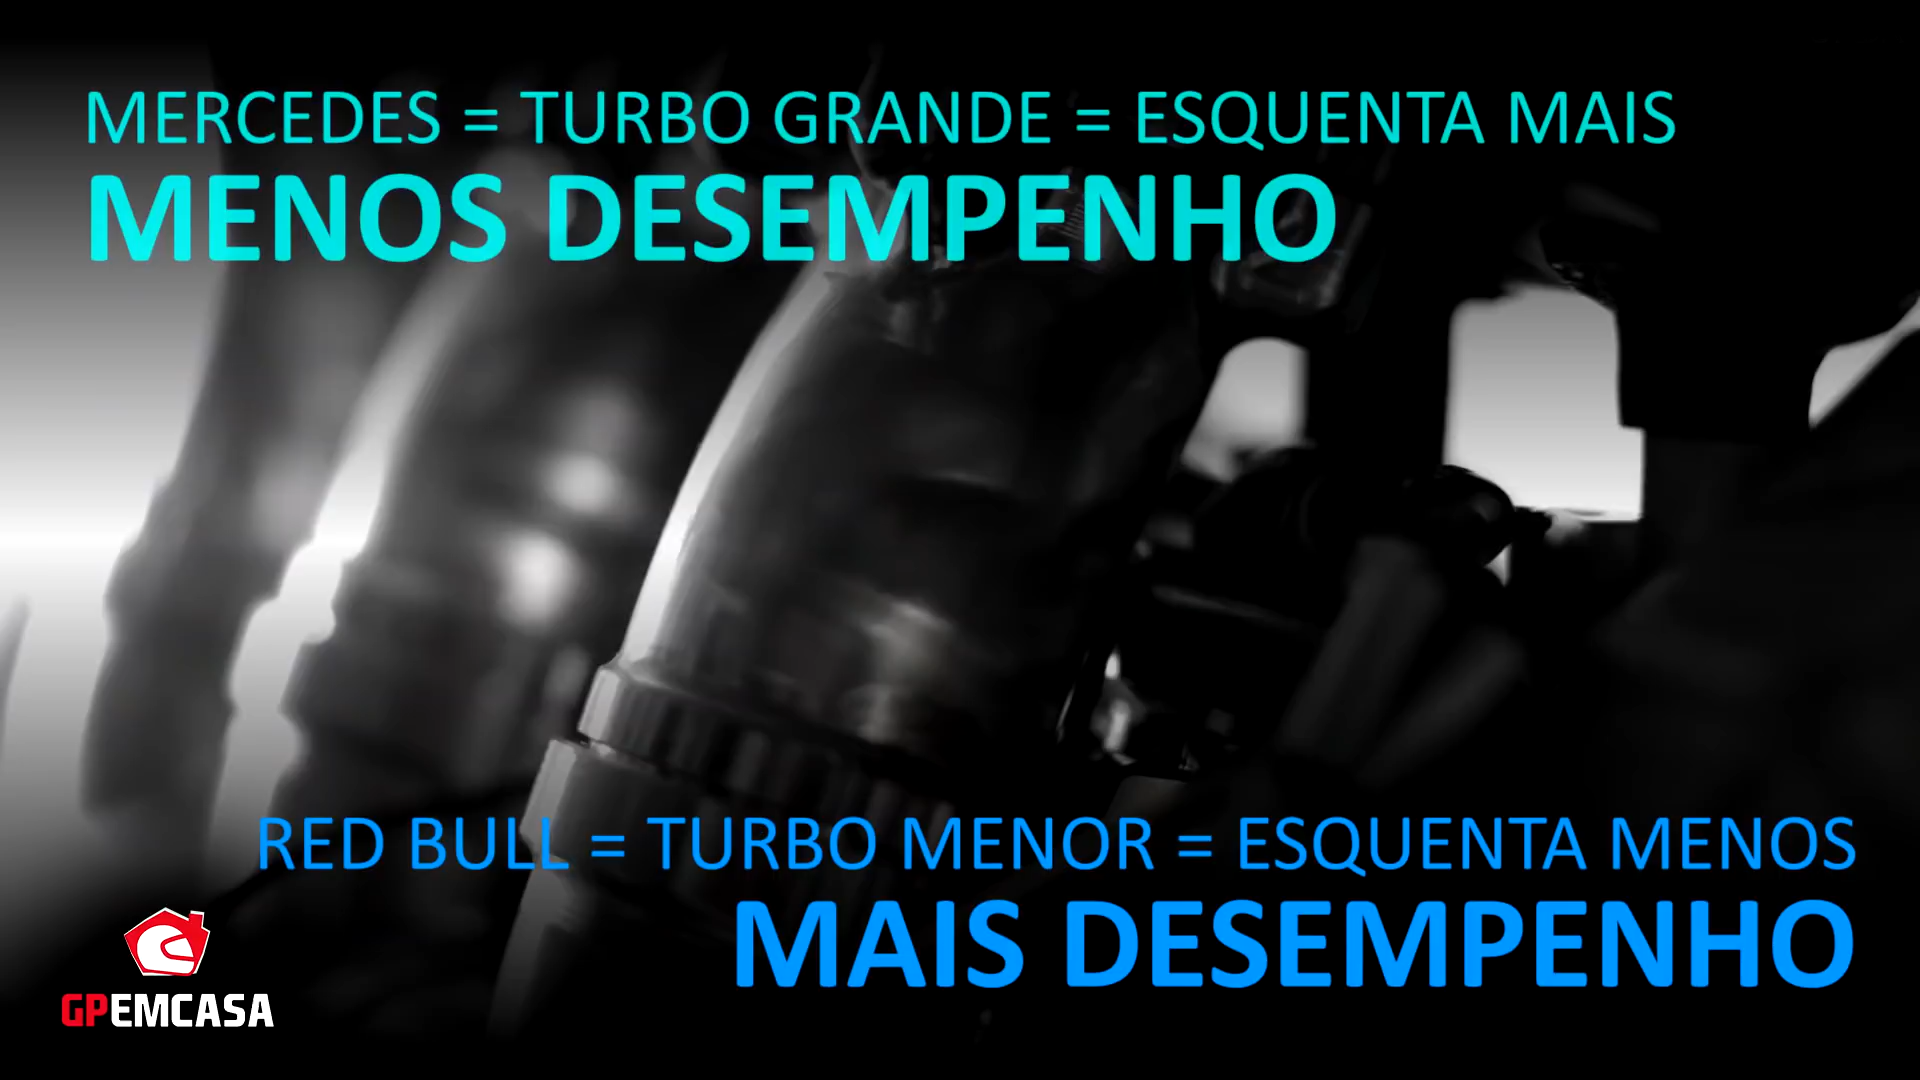 MERCEDES = TURBO GRANDE = ESQUENTA MAIS
MENOS DESEMPENHO
RED BULL = TURBO MENOR = ESQUENTA MENOS
MAIS DESEMPENHO
GPEMCASA